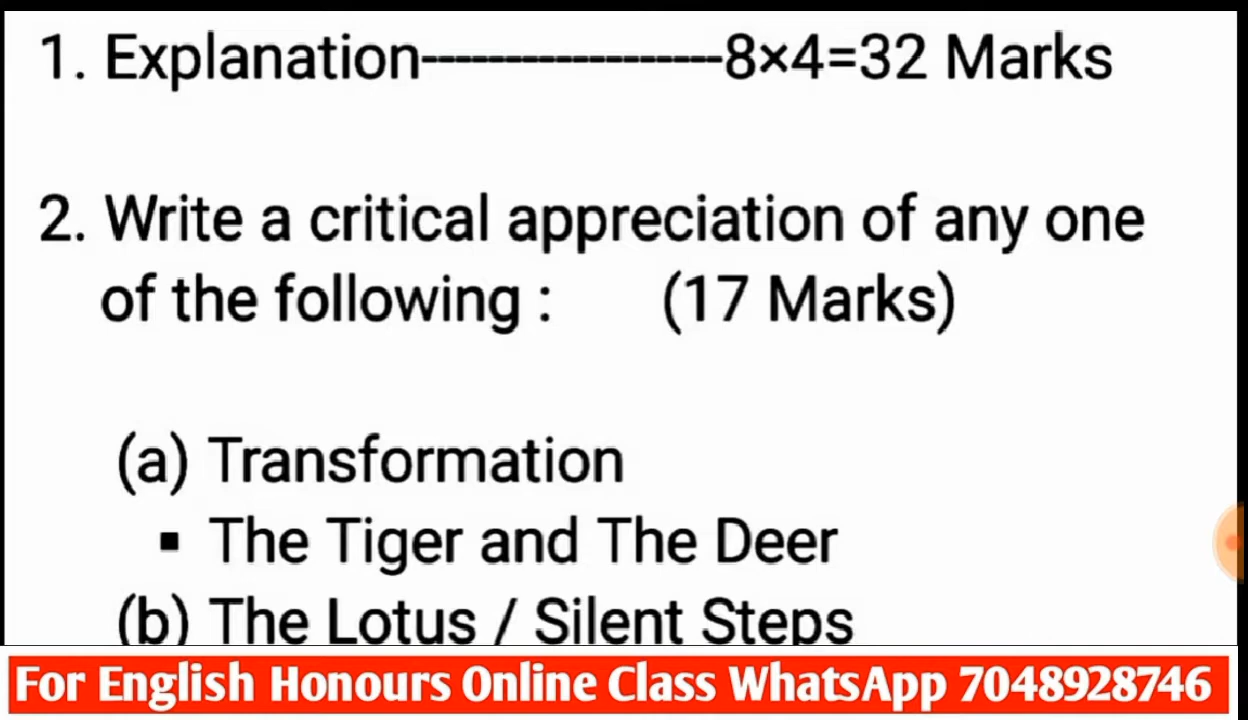 1. Explanation------------------8×4=32 Marks
2. Write a critical appreciation of any one
of the following : (17 Marks)
(a) Transformation
▪ The Tiger and The Deer
(b) The Lotus / Silent Steps
For English Honours Online Class WhatsApp 7048928746